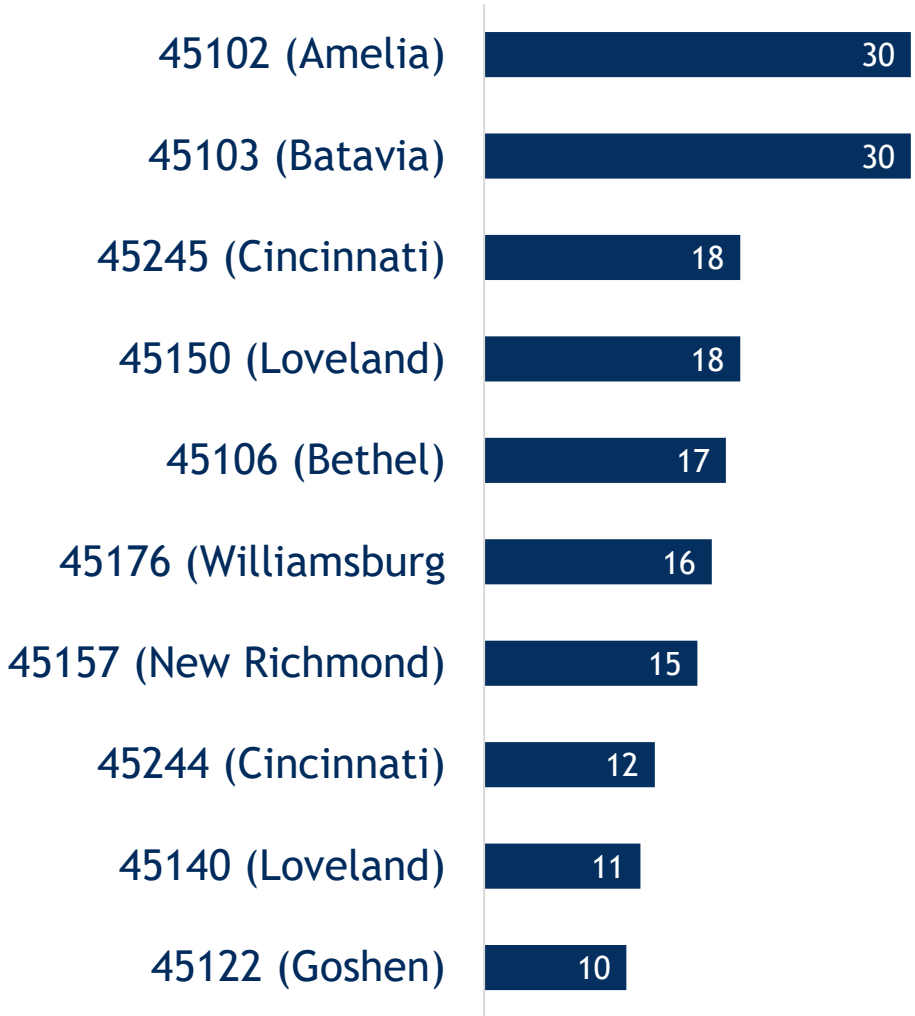 45102 (Amelia) 30
45103 (Batavia) 30
45245 (Cincinnati) 18
45150 (Loveland) 18
45106 (Bethel) 17
45176 (Williamsburg 16
45157 (New Richmond) 15
45244 (Cincinnati) 12
45140 (Loveland) 11
45122 (Goshen) 10